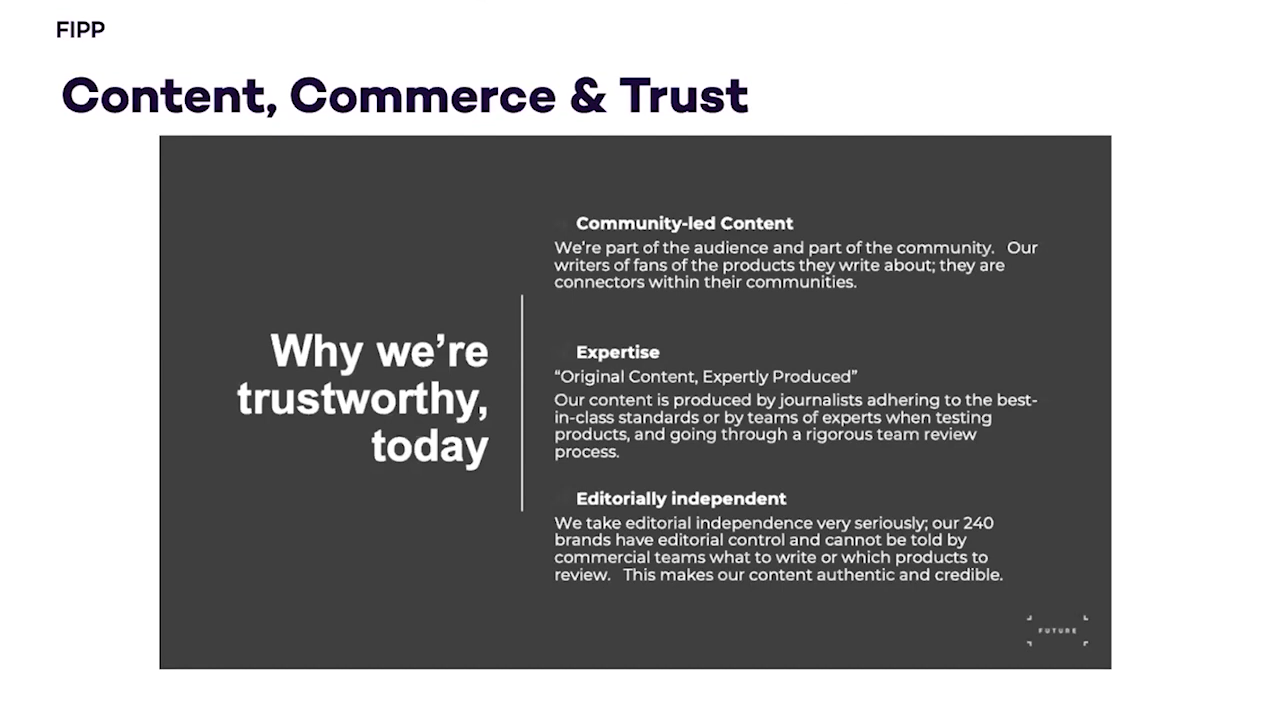 FIPP
Content, Commerce & Trust
Why we’re
trustworthy,
today
Community-led Content
We’re part of the audience and part of the community.   Our
writers of fans of the products they write about; they are
connectors within their communities.
Expertise
“Original Content, Expertly Produced”
Our content is produced by journalists adhering to the best-
in-class standards or by teams of experts when testing
products, and going through a rigorous team review
process.
Editorially independent
We take editorial independence very seriously; our 240
brands have editorial control and cannot be told by
commercial teams what to write or which products to
review.   This makes our content authentic and credible.
FUTURE